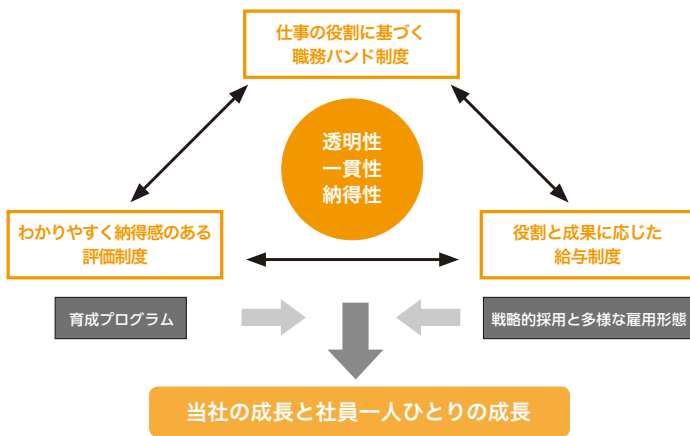 仕事の役割に基づく
職務バンド制度
透明性
一貫性
納得性
わかりやすく納得感のある
評価制度
役割と成果に応じた
給与制度
育成プログラム
戦略的採用と多様な雇用形態
当社の成長と社員一人ひとりの成長